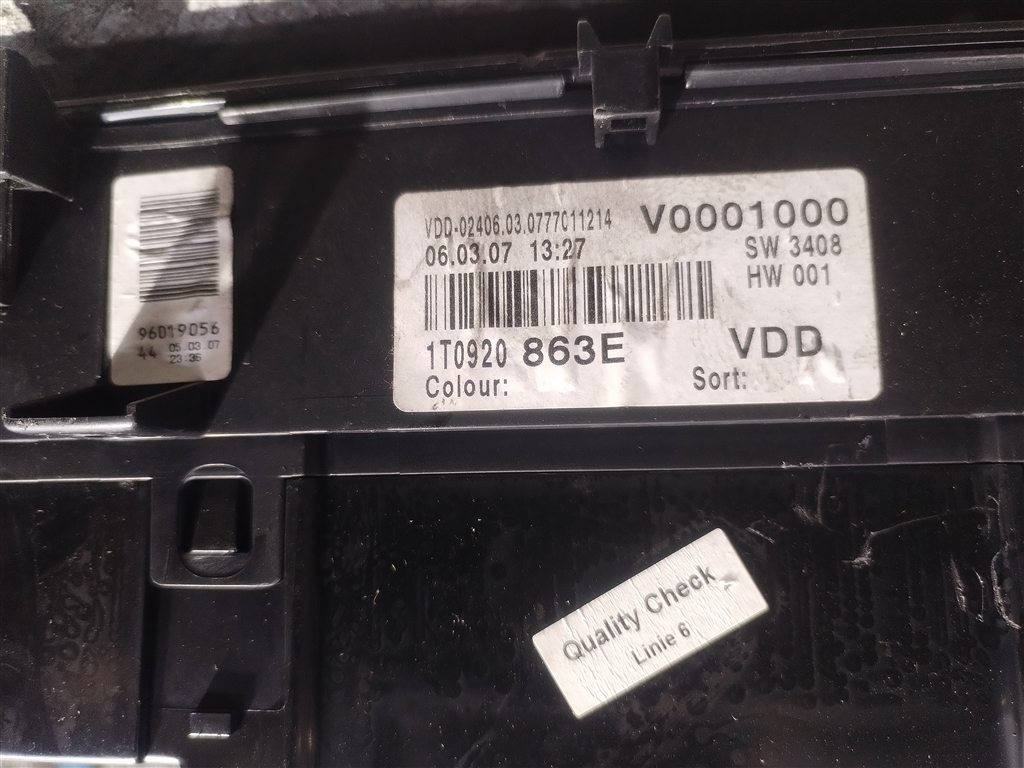 VDD-02406.03.0777011214
V0001000
06.03.07 13:27
SW 3408
HW 001
1T0920 863E
VDD
Colour:
Sort:
96019056
44 05.03.07
23:36
Quality Check
Linie 6